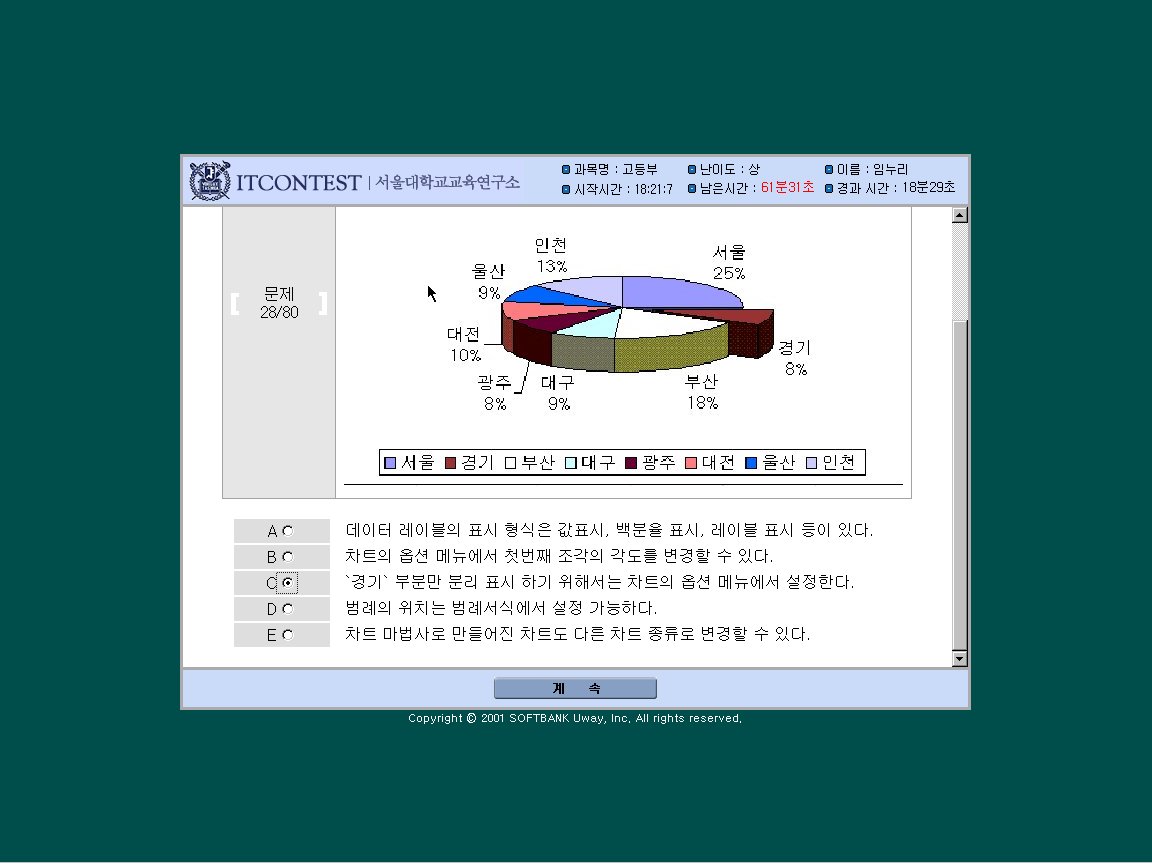 ITCONTEST | 서울대학교교육연구소
과목명 : 고등부
난이도 : 상
이름 : 임누리
시작시간 : 18:21:7
남은시간 : 61분31초
경과 시간 : 18분29초
문제
28/80
인천
13%
서울
25%
울산
9%
대전
10%
경기
8%
광주
8%
대구
9%
부산
18%
서울 경기 부산 대구 광주 대전 울산 인천
A 데이터 레이블의 표시 형식은 값표시, 백분율 표시, 레이블 표시 등이 있다.
B 차트의 옵션 메뉴에서 첫번째 조각의 각도를 변경할 수 있다.
C `경기` 부분만 분리 표시 하기 위해서는 차트의 옵션 메뉴에서 설정한다.
D 범례의 위치는 범례서식에서 설정 가능하다.
E 차트 마법사로 만들어진 차트도 다른 차트 종류로 변경할 수 있다.
계 속
Copyright © 2001 SOFTBANK Uway, Inc, All rights reserved,